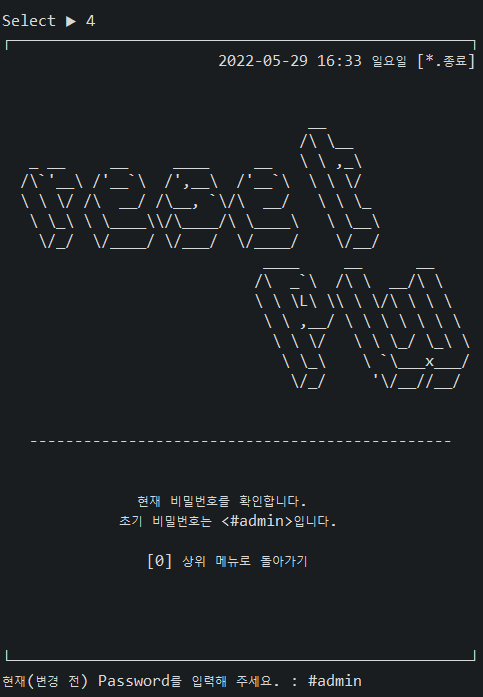 Select ▶ 4
2022-05-29 16:33 일요일 [*.종료]
reset
PW
현재 비밀번호를 확인합니다.
초기 비밀번호는 <#admin>입니다.
[0] 상위 메뉴로 돌아가기
현재(변경 전) Password를 입력해 주세요. : #admin